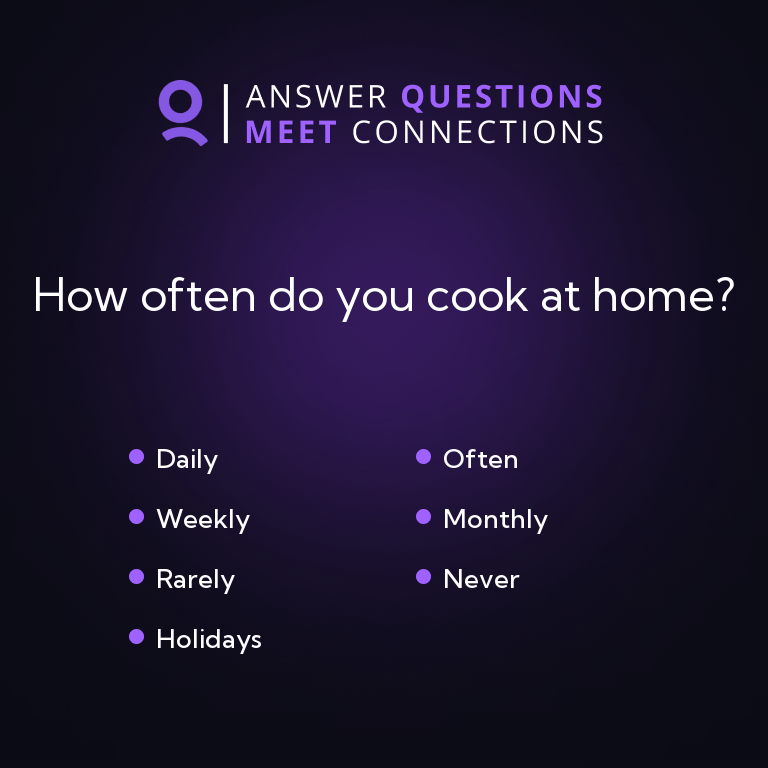 ANSWER QUESTIONS
MEET CONNECTIONS
How often do you cook at home?
Daily
Often
Weekly
Monthly
Rarely
Never
Holidays